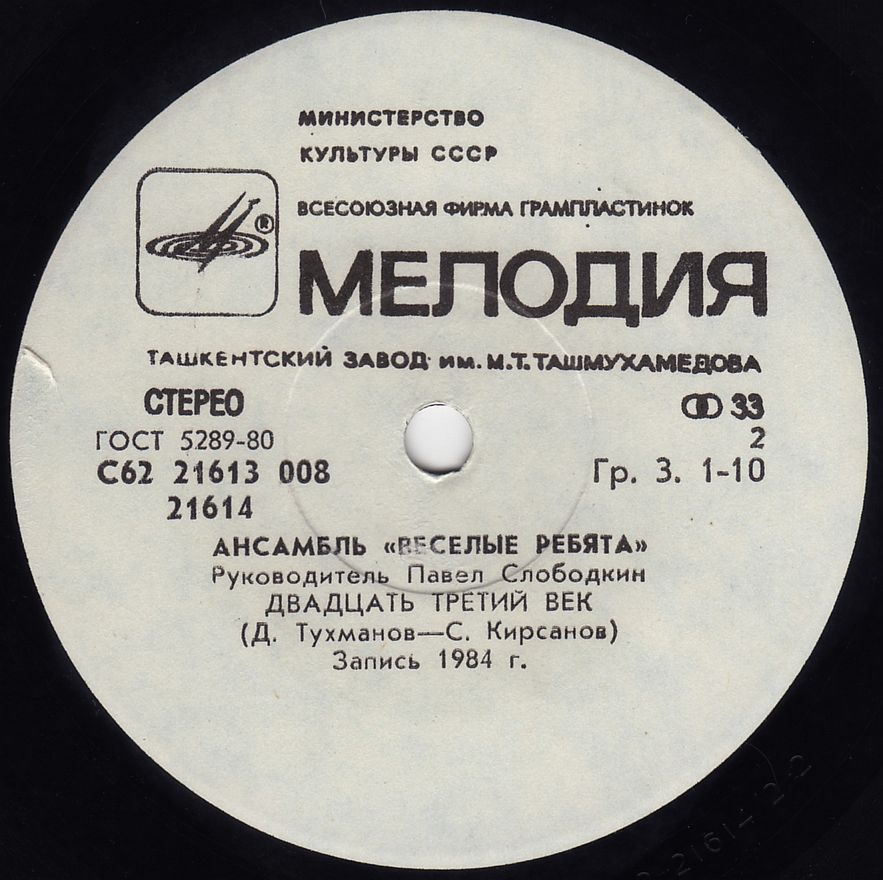 МИНИСТЕРСТВО
КУЛЬТУРЫ СССР
ВСЕСОЮЗНАЯ ФИРМА ГРАМПЛАСТИНОК
®
МЕЛОДИЯ
ТАШКЕНТСКИЙ ЗАВОД им. М.Т. ТАШМУХАМЕДОВА
СТЕРЕО 33
ГОСТ 5289-80 2
С62 21613 008 Гр. 3. 1-10
21614
АНСАМБЛЬ «ВЕСЕЛЫЕ РЕБЯТА»
Руководитель Павел Слободкин
ДВАДЦАТЬ ТРЕТИЙ ВЕК
(Д. Тухманов—С. Кирсанов)
Запись 1984 г.